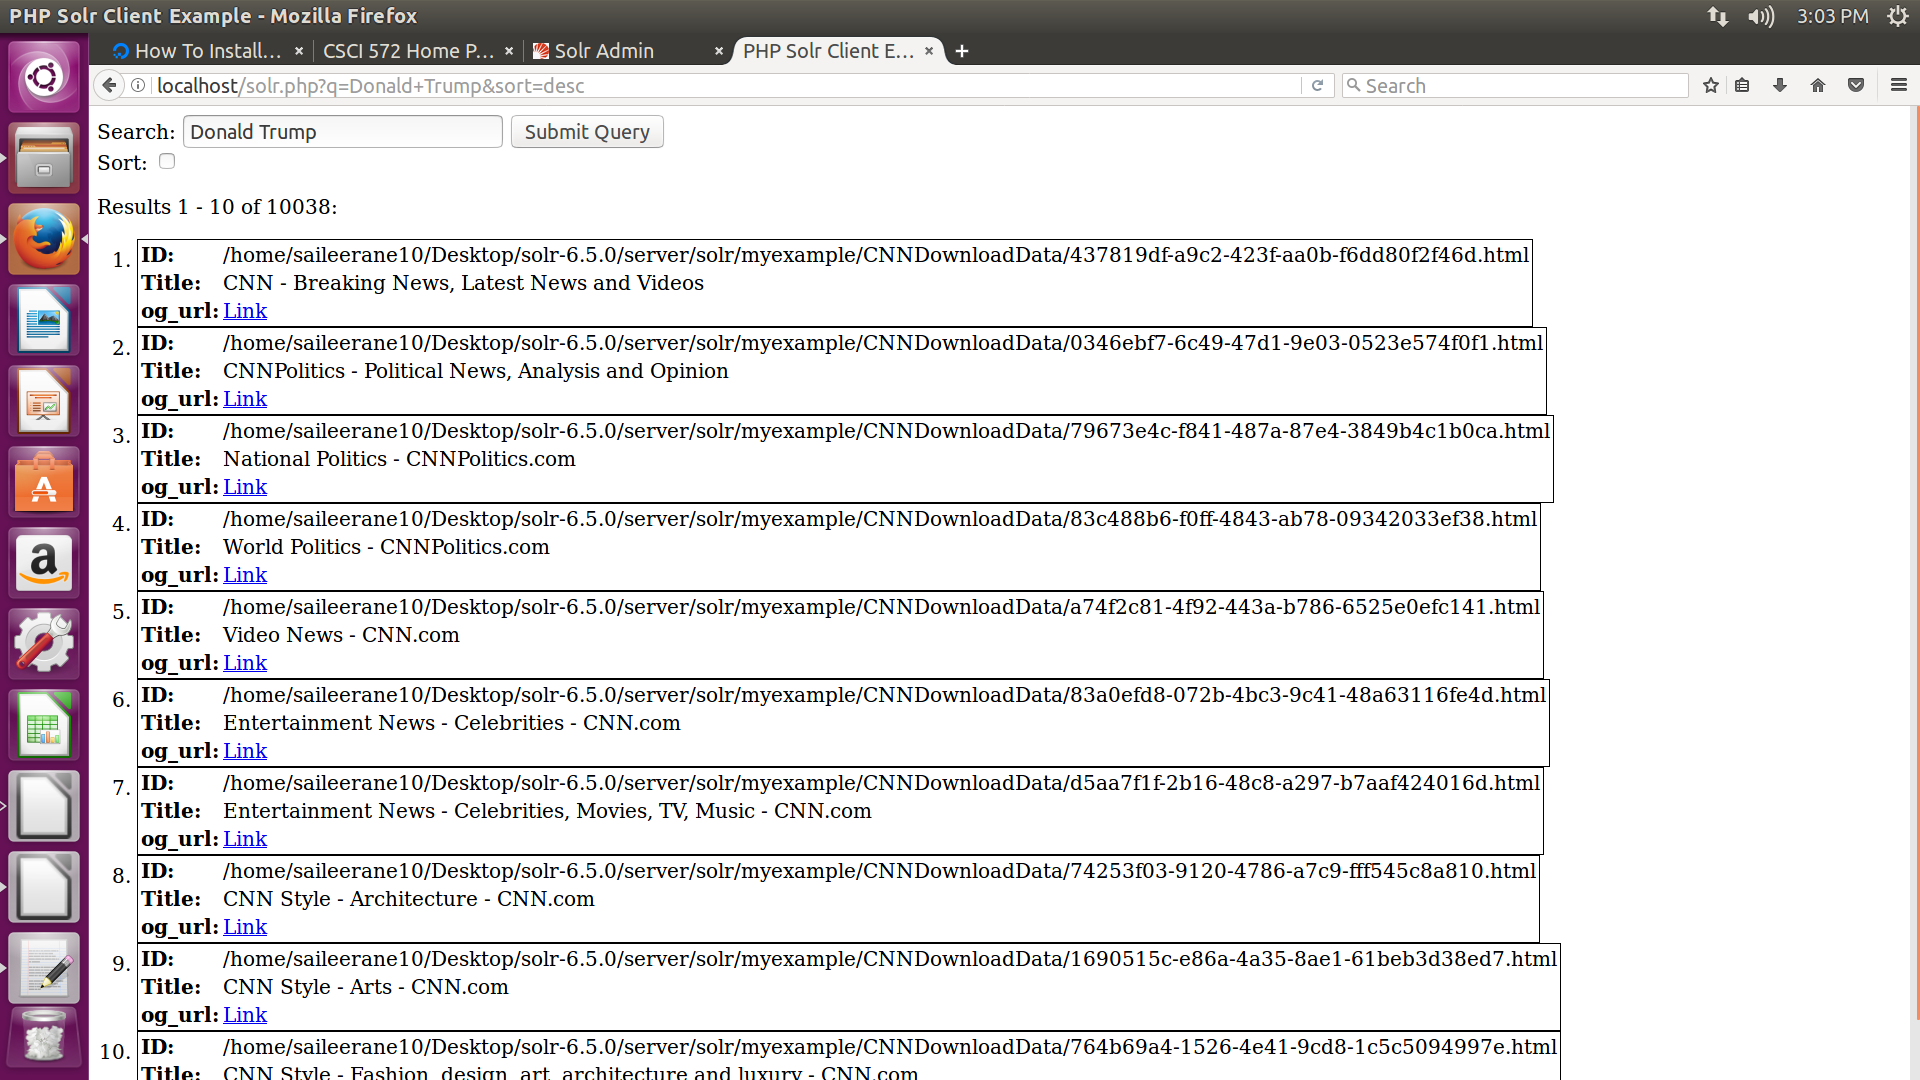 PHP Solr Client Example - Mozilla Firefox
3:03 PM
How To Install...
CSCI 572 Home P...
Solr Admin
PHP Solr Client E...
localhost/solr.php?q=Donald+Trump&sort=desc
Search
Search: Donald Trump Submit Query
Sort:
Results 1 - 10 of 10038:
1. ID: /home/saileerane10/Desktop/solr-6.5.0/server/solr/myexample/CNNDownloadData/437819df-a9c2-423f-aa0b-f6dd80f2f46d.html
Title: CNN - Breaking News, Latest News and Videos
og_url: Link
2. ID: /home/saileerane10/Desktop/solr-6.5.0/server/solr/myexample/CNNDownloadData/0346ebf7-6c49-47d1-9e03-0523e574f0f1.html
Title: CNNPolitics - Political News, Analysis and Opinion
og_url: Link
3. ID: /home/saileerane10/Desktop/solr-6.5.0/server/solr/myexample/CNNDownloadData/79673e4c-f841-487a-87e4-3849b4c1b0ca.html
Title: National Politics - CNNPolitics.com
og_url: Link
4. ID: /home/saileerane10/Desktop/solr-6.5.0/server/solr/myexample/CNNDownloadData/83c488b6-f0ff-4843-ab78-09342033ef38.html
Title: World Politics - CNNPolitics.com
og_url: Link
5. ID: /home/saileerane10/Desktop/solr-6.5.0/server/solr/myexample/CNNDownloadData/a74f2c81-4f92-443a-b786-6525e0efc141.html
Title: Video News - CNN.com
og_url: Link
6. ID: /home/saileerane10/Desktop/solr-6.5.0/server/solr/myexample/CNNDownloadData/83a0efd8-072b-4bc3-9c41-48a63116fe4d.html
Title: Entertainment News - Celebrities - CNN.com
og_url: Link
7. ID: /home/saileerane10/Desktop/solr-6.5.0/server/solr/myexample/CNNDownloadData/d5aa7f1f-2b16-48c8-a297-b7aaf424016d.html
Title: Entertainment News - Celebrities, Movies, TV, Music - CNN.com
og_url: Link
8. ID: /home/saileerane10/Desktop/solr-6.5.0/server/solr/myexample/CNNDownloadData/74253f03-9120-4786-a7c9-fff545c8a810.html
Title: CNN Style - Architecture - CNN.com
og_url: Link
9. ID: /home/saileerane10/Desktop/solr-6.5.0/server/solr/myexample/CNNDownloadData/1690515c-e86a-4a35-8ae1-61beb3d38ed7.html
Title: CNN Style - Arts - CNN.com
og_url: Link
10. ID: /home/saileerane10/Desktop/solr-6.5.0/server/solr/myexample/CNNDownloadData/764b69a4-1526-4e41-9cd8-1c5c5094997e.html
Title: CNN Style - Fashion, design, art, architecture and luxury - CNN.com